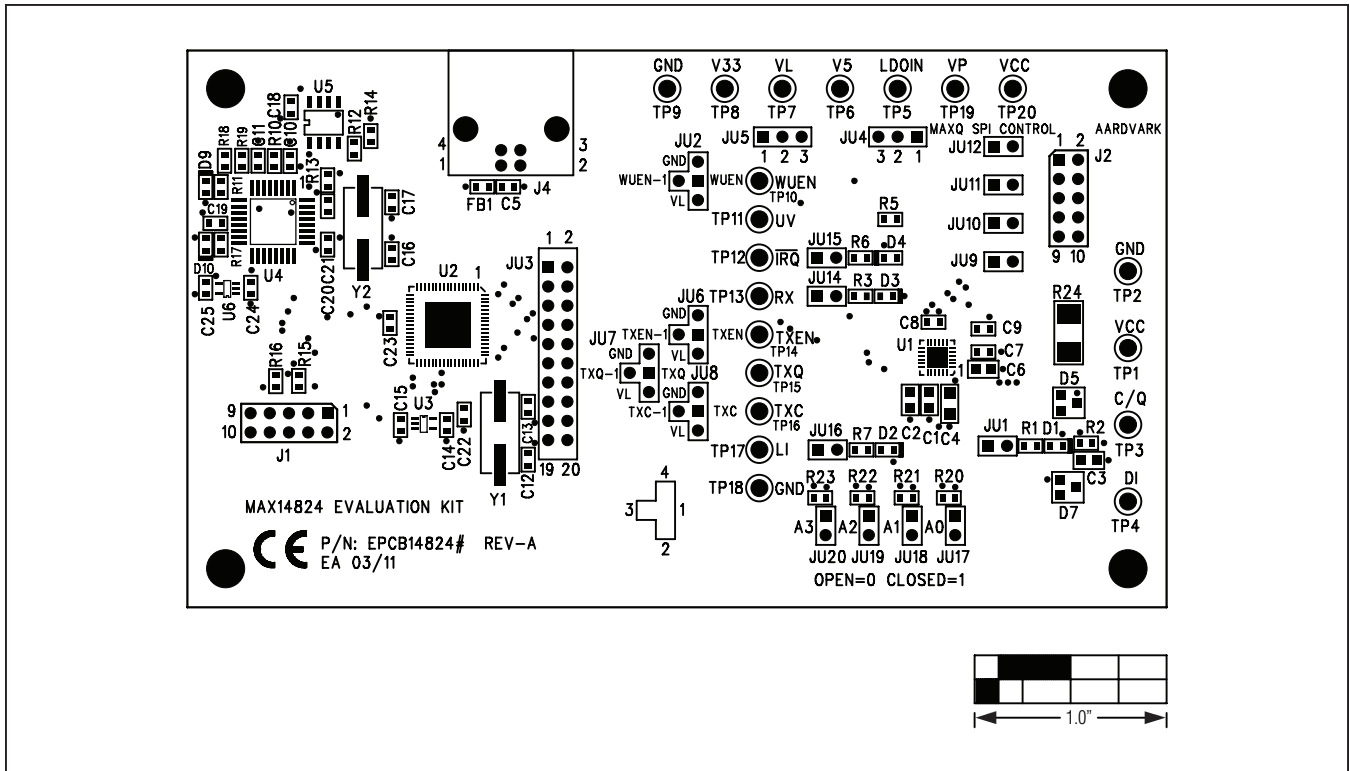 GND V33 VL V5 LDOIN VP VCC
TP9 TP8 TP7 TP6 TP5 TP19 TP20
MAXQ SPI CONTROL
AARDVARK
U5
C18
R12
R14
R18
R19
C11
R10
C10
D9
R11
R13
1
C19
R17
D10
U4
C20
C21
C25
U6
C24
Y2
C17
C16
4 3
1 2
FB1 C5 J4
JU2
GND
WUEN-1
VL
JU5
1 2 3
JU4
3 2 1
JU12
JU11
JU10
JU9
1 2
J2
9 10
WUEN WUEN
TP10
TP11 UV
TP12 IRQ
TP13 RX
TXEN TXEN
TP14
TXQ
TP15
TXC TXC
TP16
TP17 LI
TP18 GND
R5
JU15 R6 D4
JU14 R3 D3
GND
TP2
VCC
TP1
C/Q
TP3
DI
TP4
R24
D5
U2 1
C23
JU3
1 2
19 20
JU6
GND
TXEN-1
VL
JU7
GND
TXQ-1 TXQ
VL
JU8
GND
TXC-1
VL
C8
C9
U1
C7
C6
1
C2
C1
C4
R16
R15
9 1
10 2
J1
C15
U3
C14
C22
C13
C12
Y1
JU16 R7 D2
JU1 R1 D1 R2
C3
D7
R23 R22 R21 R20
A3 A2 A1 A0
JU20 JU19 JU18 JU17
OPEN=0 CLOSED=1
4
3 1
2
MAX14824 EVALUATION KIT
CE
P/N: EPCB14824# REV-A
EA 03/11
1.0"